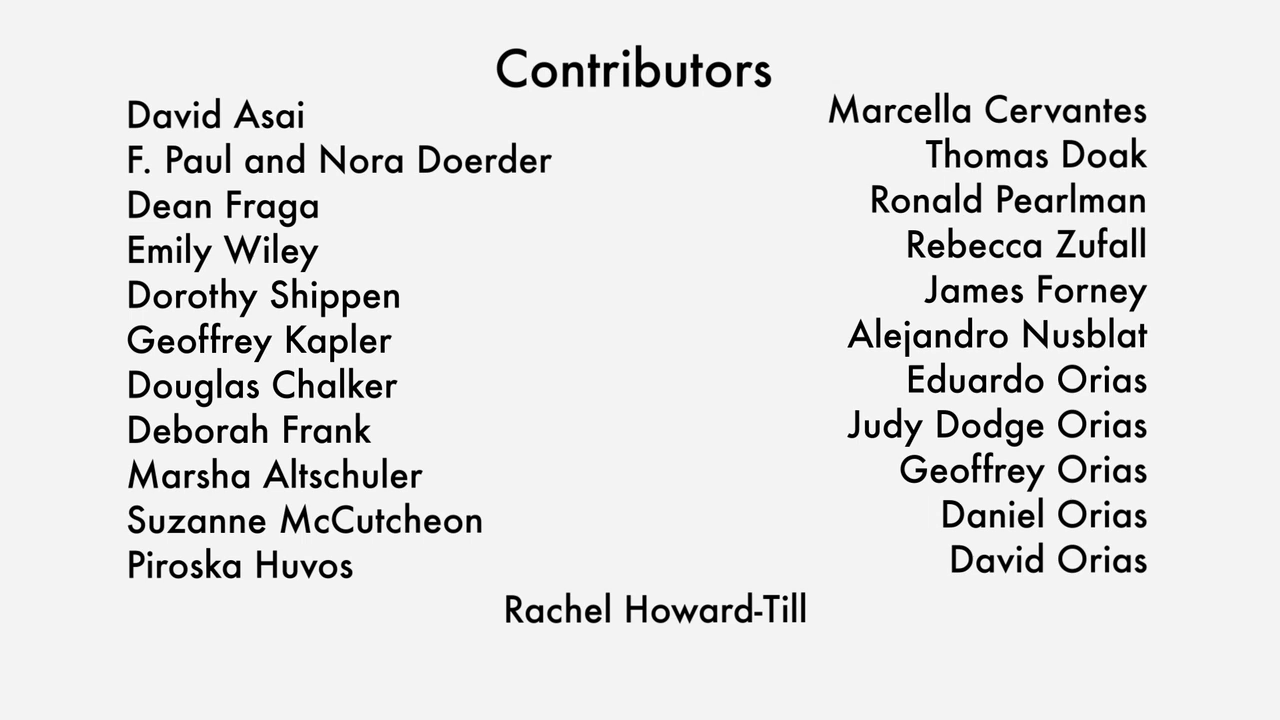 Contributors
David Asai
F. Paul and Nora Doerder
Dean Fraga
Emily Wiley
Dorothy Shippen
Geoffrey Kapler
Douglas Chalker
Deborah Frank
Marsha Altschuler
Suzanne McCutcheon
Piroska Huvos
Marcella Cervantes
Thomas Doak
Ronald Pearlman
Rebecca Zufall
James Forney
Alejandro Nusblat
Eduardo Orias
Judy Dodge Orias
Geoffrey Orias
Daniel Orias
David Orias
Rachel Howard-Till